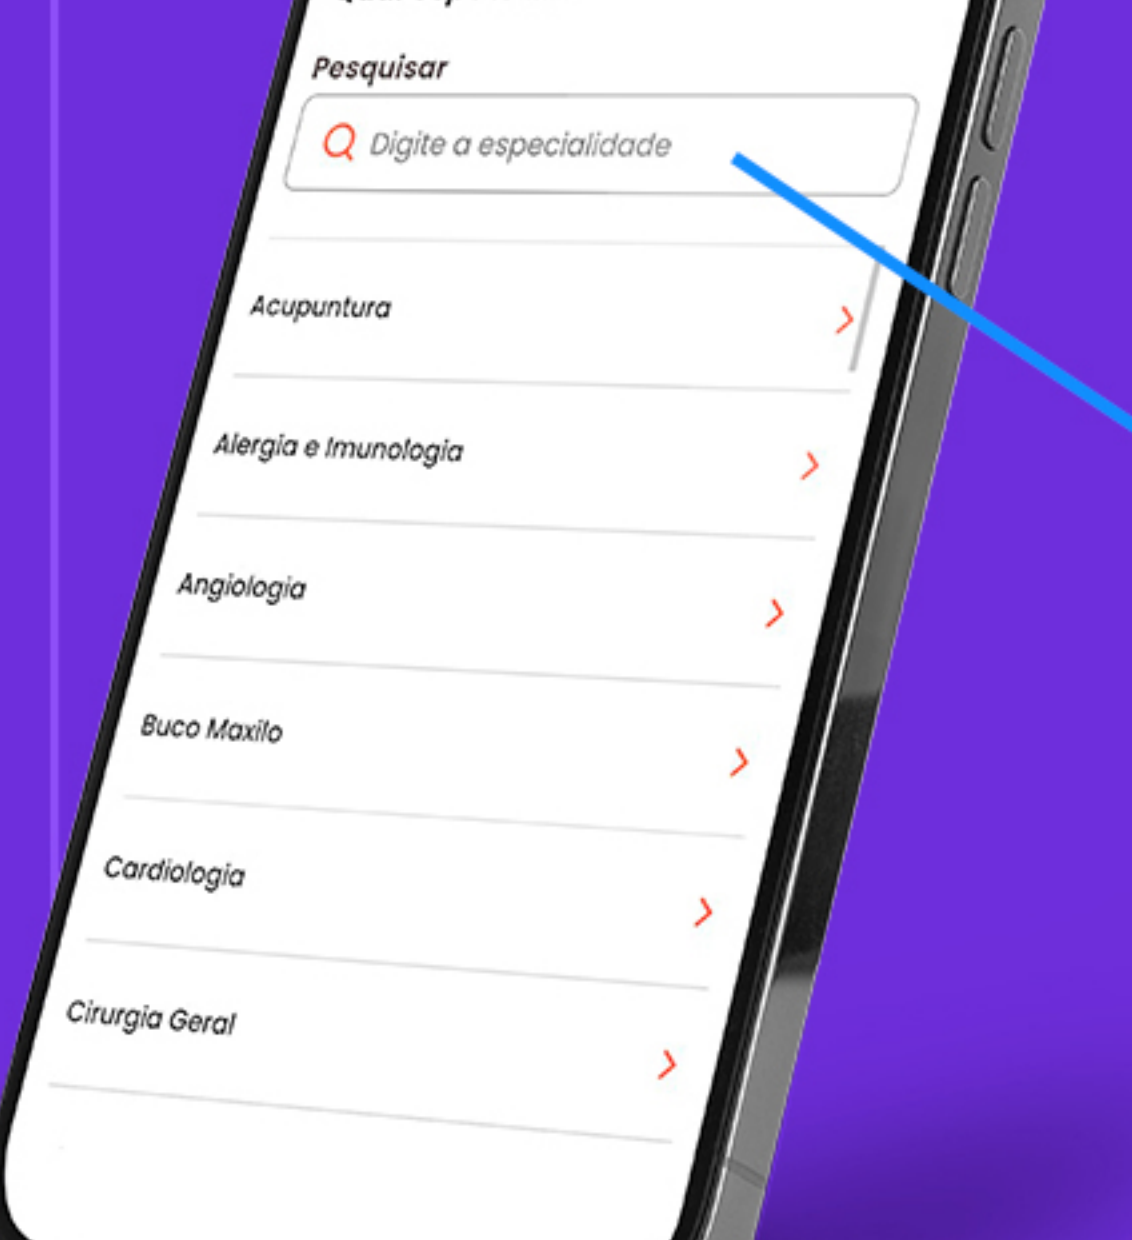 Pesquisar
Digite a especialidade
Acupuntura
Alergia e Imunologia
Angiologia
Buco Maxilo
Cardiologia
Cirurgia Geral